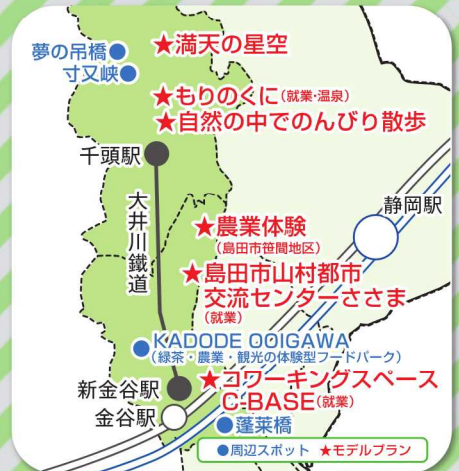 夢の吊橋
寸又峡
★満天の星空
★もりのくに(就業・温泉)
★自然の中でのんびり散歩
千頭駅
大井川鐵道
静岡駅
★農業体験
(島田市笹間地区)
★島田市山村都市
交流センターささま
(就業)
KADODE OOIGAWA
(緑茶・農業・観光の体験型フードパーク)
新金谷駅
★コワーキングスペース
C-BASE(就業)
金谷駅
蓬莱橋
●周辺スポット ★モデルプラン